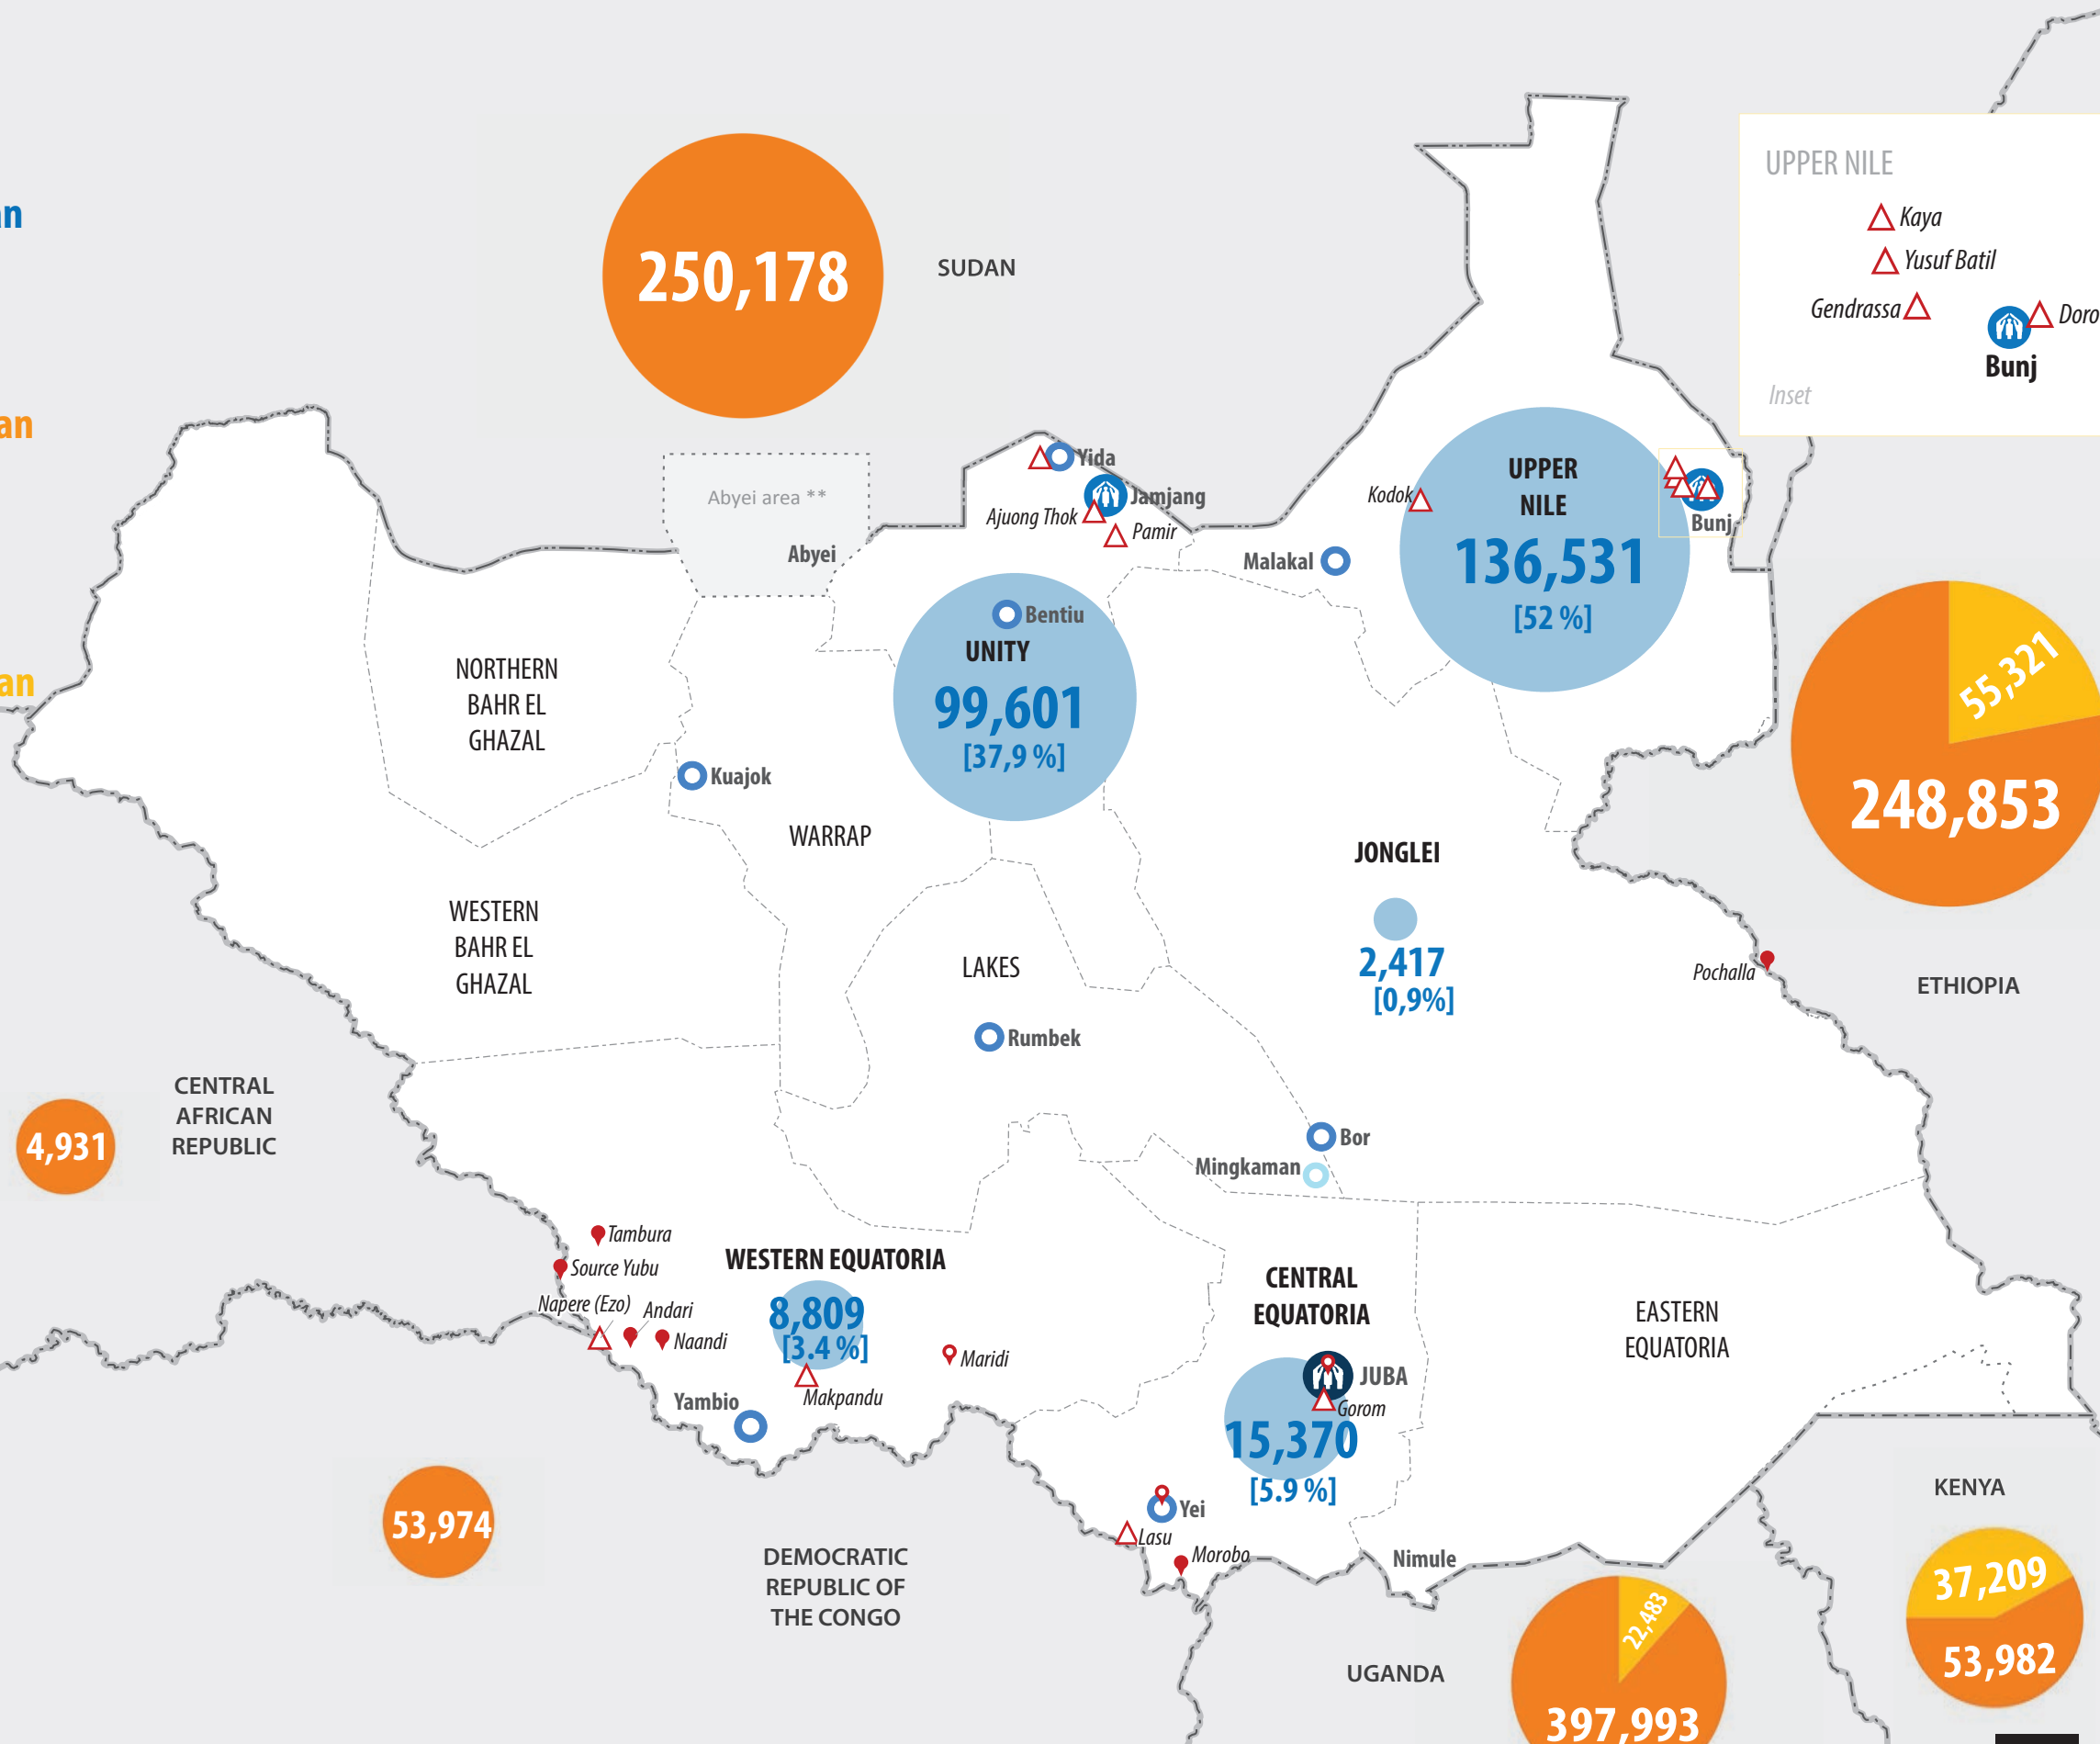 an
an
an
250,178
SUDAN
UPPER NILE
Kaya
Yusuf Batil
Gendrassa
Doro
Bunj
Inset
Abyei area **
Abyei
Yida
Jamjang
Ajuong Thok
Pamir
Kodok
Malakal
UPPER
NILE
136,531
[52 %]
Bunj
Bentiu
UNITY
99,601
[37,9 %]
55,321
248,853
ETHIOPIA
NORTHERN
BAHR EL
GHAZAL
Kuajok
WARRAP
JONGLEI
2,417
[0,9%]
Pochalla
WESTERN
BAHR EL
GHAZAL
LAKES
Rumbek
CENTRAL
AFRICAN
REPUBLIC
4,931
Bor
Mingkaman
Tambura
Source Yubu
Napere (Ezo)
Andari
Naandi
WESTERN EQUATORIA
8,809
[3.4 %]
Makpandu
Maridi
Yambio
CENTRAL
EQUATORIA
JUBA
Gorom
15,370
[5.9 %]
EASTERN
EQUATORIA
Yei
Lasu
Morobo
Nimule
53,974
DEMOCRATIC
REPUBLIC OF
THE CONGO
UGANDA
22,483
397,993
KENYA
37,209
53,982